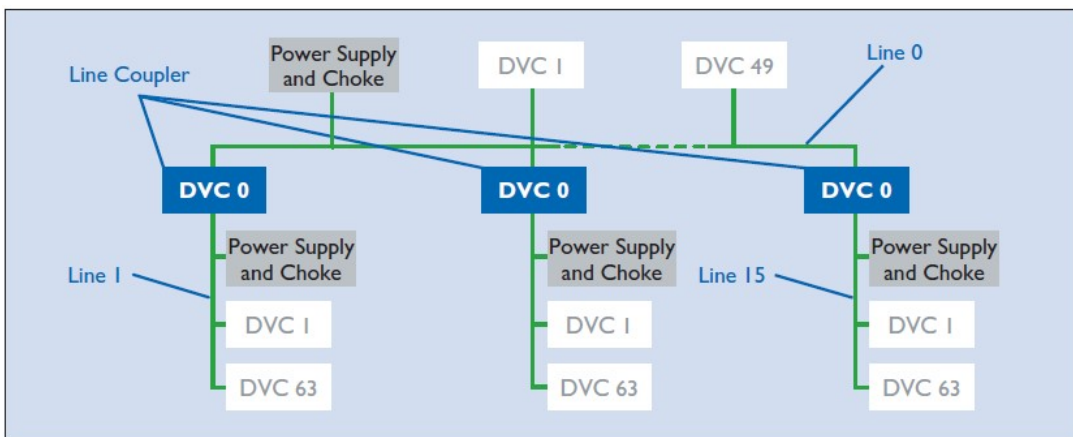 Power Supply
and Choke
DVC 1
DVC 49
Line 0
Line Coupler
DVC 0
DVC 0
DVC 0
Power Supply
and Choke
Power Supply
and Choke
Power Supply
and Choke
Line 1
Line 15
DVC 1
DVC 1
DVC 1
DVC 63
DVC 63
DVC 63